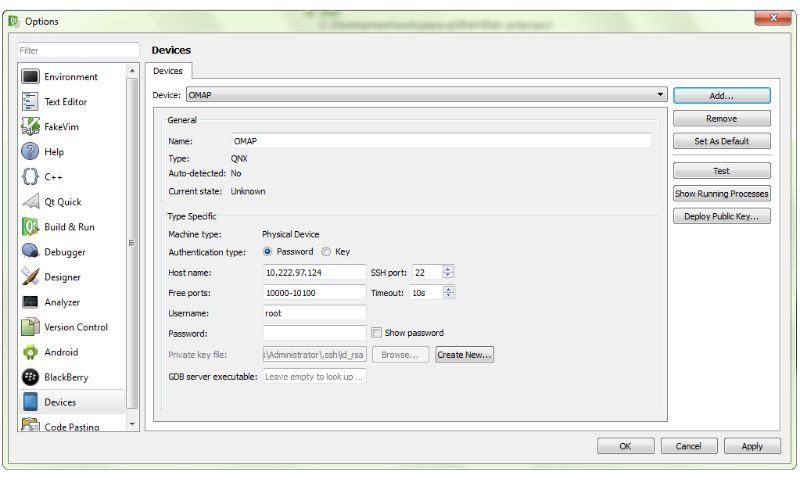 Options
Filter
Environment
Text Editor
FakeVim
Help
C++
Qt Quick
Build & Run
Debugger
Designer
Analyzer
Version Control
Android
BlackBerry
Devices
Code Pasting
Devices
Devices
Device: OMAP
General
Name: OMAP
Type: QNX
Auto-detected: No
Current state: Unknown
Type Specific
Machine type: Physical Device
Authentication type: Password Key
Host name: 10.222.97.124 SSH port: 22
Free ports: 10000-10100 Timeout: 10s
Username: root
Password: Show password
Private key file: s\Administrator\.ssh\id_rsa Browse... Create New...
GDB server executable: Leave empty to look up ...
Add...
Remove
Set As Default
Test
Show Running Processes
Deploy Public Key...
OK Cancel Apply